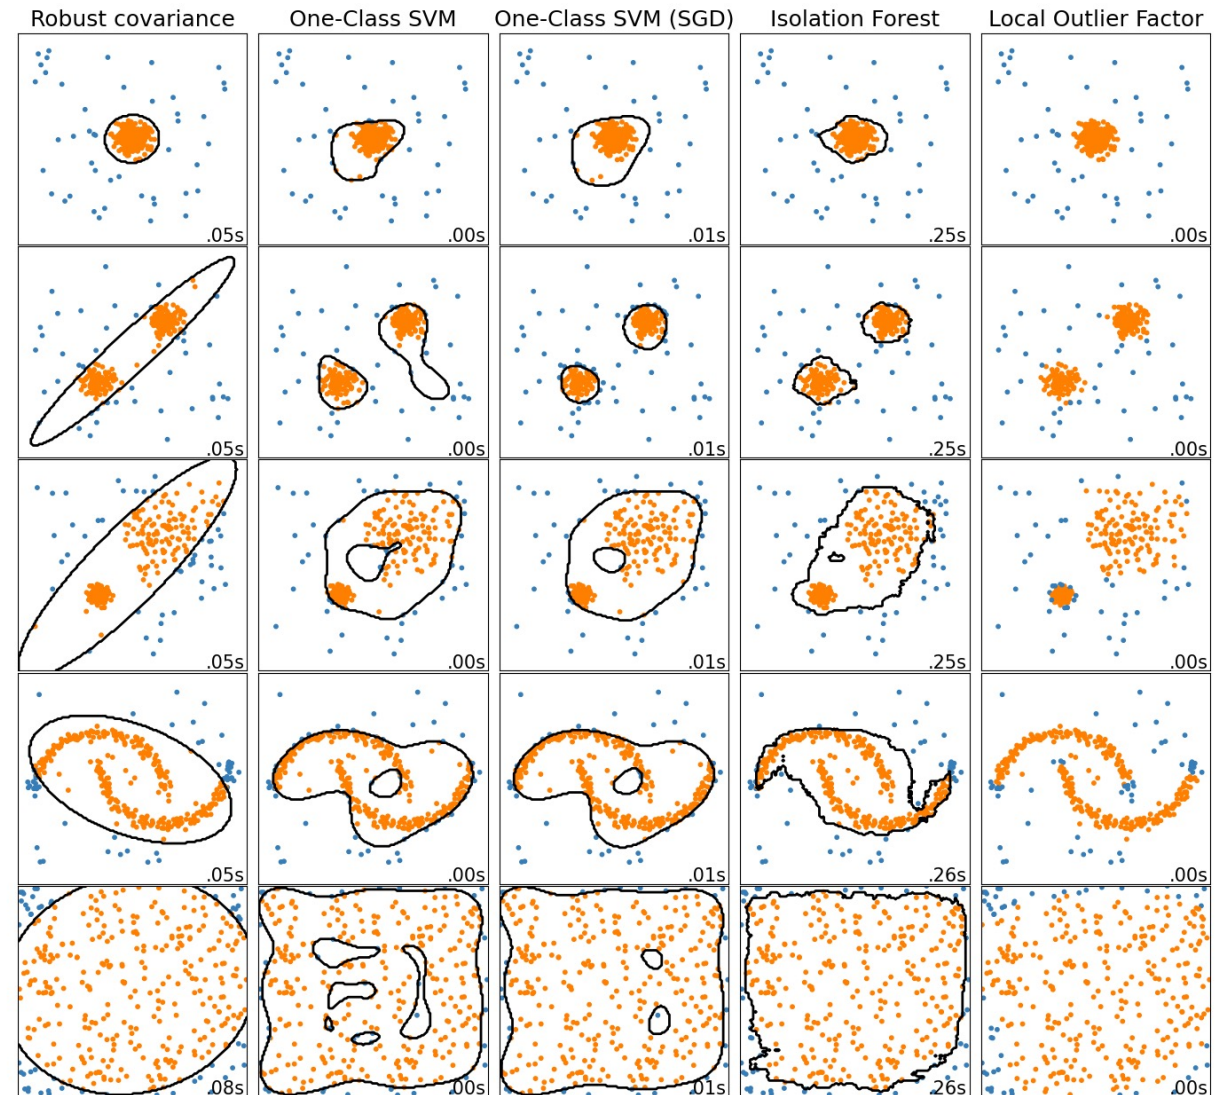 Robust covariance One-Class SVM One-Class SVM (SGD) Isolation Forest Local Outlier Factor
.05s .00s .01s .25s .00s
.05s .00s .01s .25s .00s
.05s .00s .01s .25s .00s
.05s .00s .01s .26s .00s
.08s .00s .01s .26s .00s